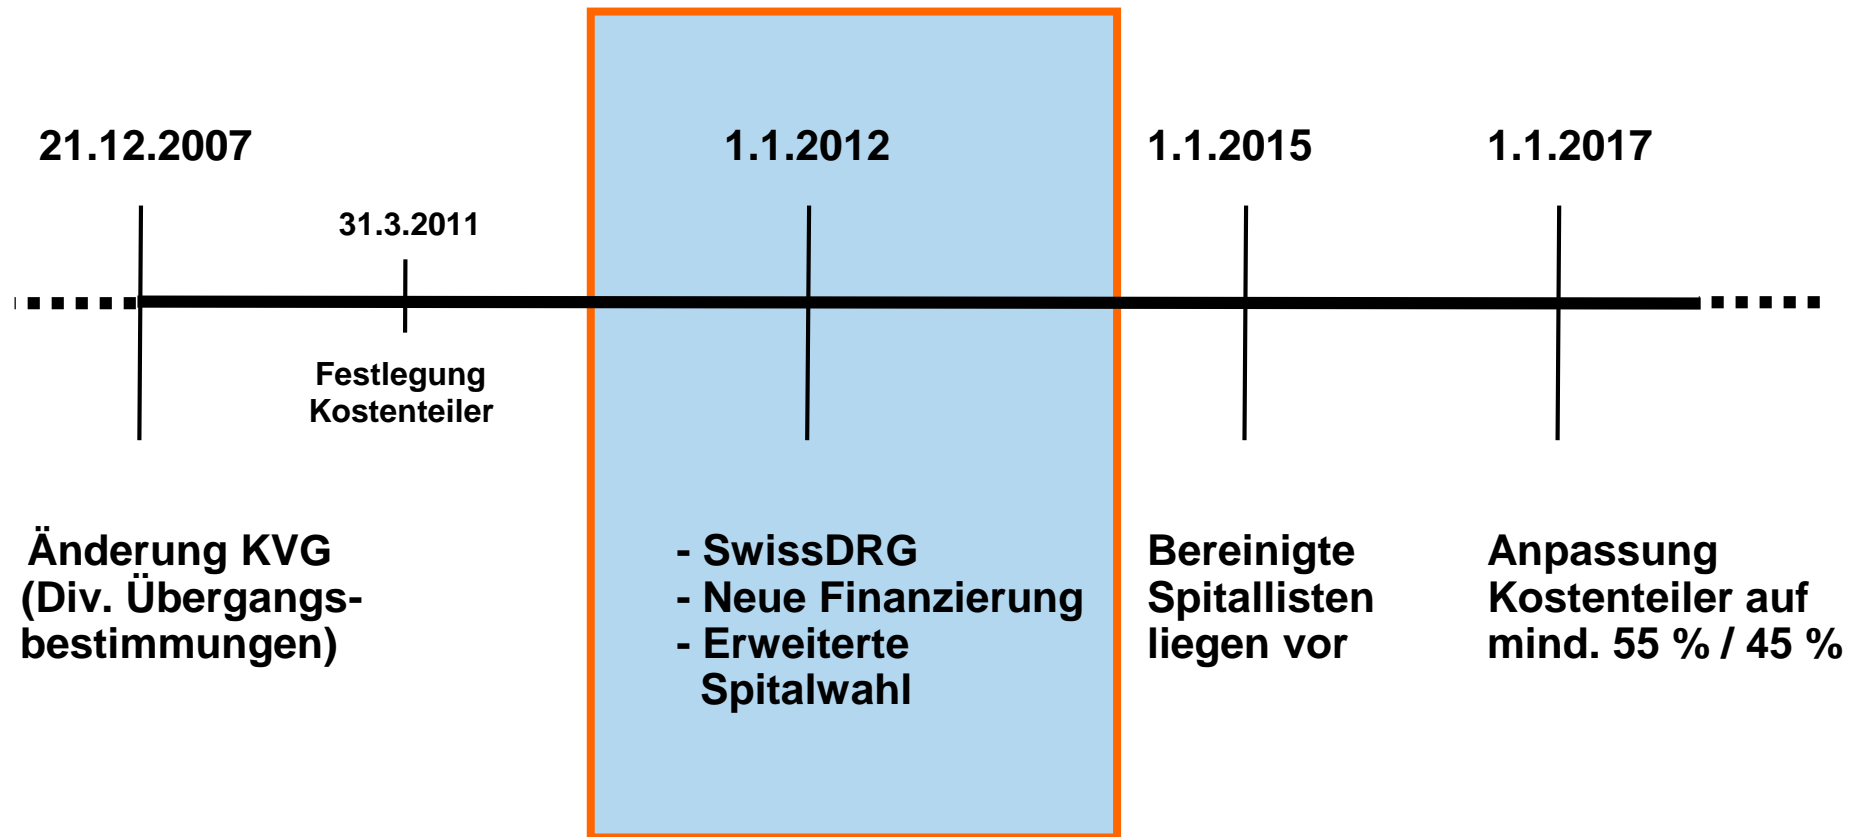 21.12.2007
31.3.2011
1.1.2012
1.1.2015
1.1.2017
Festlegung
Kostenteiler
Änderung KVG
(Div. Übergangs-
bestimmungen)
- SwissDRG
- Neue Finanzierung
- Erweiterte
Spitalwahl
Bereinigte
Spitallisten
liegen vor
Anpassung
Kostenteiler auf
mind. 55 % / 45 %